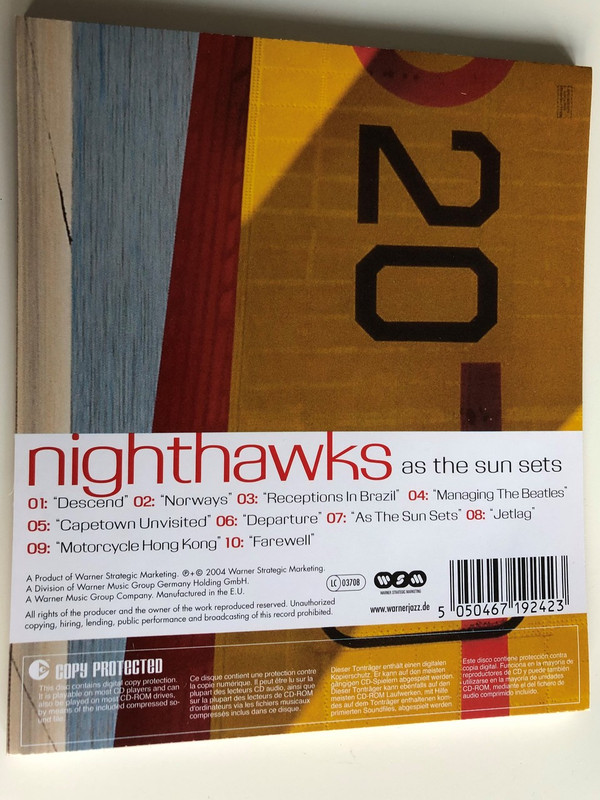 20
nighthawks as the sun sets
01: "Descend" 02: "Norways" 03: "Receptions In Brazil" 04: "Managing The Beatles"
05: "Capetown Unvisited" 06: "Departure" 07: "As The Sun Sets" 08: "Jetlag"
09: "Motorcycle Hong Kong" 10: "Farewell"
A Product of Warner Strategic Marketing. ℗+© 2004 Warner Strategic Marketing.
A Division of Warner Music Group Germany Holding GmbH.
A Warner Music Group Company. Manufactured in the E.U.
All rights of the producer and the owner of the work reproduced reserved. Unauthorized
copying, hiring, lending, public performance and broadcasting of this record prohibited.
LC 03708
WSM
WARNER STRATEGIC MARKETING
www.warnerjazz.de
5 050467 192423
COPY PROTECTED
This disc contains digital copy protection.
It is playable on most CD players and can
also be played on most CD-ROM drives,
by means of the included compressed so-
und files.
Ce disque contient une protection contre
la copie numérique. Il peut être lu sur la
plupart des lecteurs CD audio, ainsi que
sur la plupart des lecteurs de CD-ROM
d'ordinateurs via les fichiers musicaux
compressés inclus dans ce disque.
Dieser Tonträger enthält einen digitalen
Kopierschutz. Er kann auf den meisten
gängigen CD-Spielern abgespielt werden.
Dieser Tonträger kann ebenfalls auf den
meisten CD-ROM Laufwerken, mit Hilfe
des auf dem Tonträger enthaltenen kom-
primierten Soundfiles, abgespielt werden.
Este disco contiene protección contra
copia digital. Funciona en la mayoria de
reproductores de CD y puede también
utilizarse en la mayoria de unidades
CD-ROM, mediante el del fichero de
audio comprimido incluido.